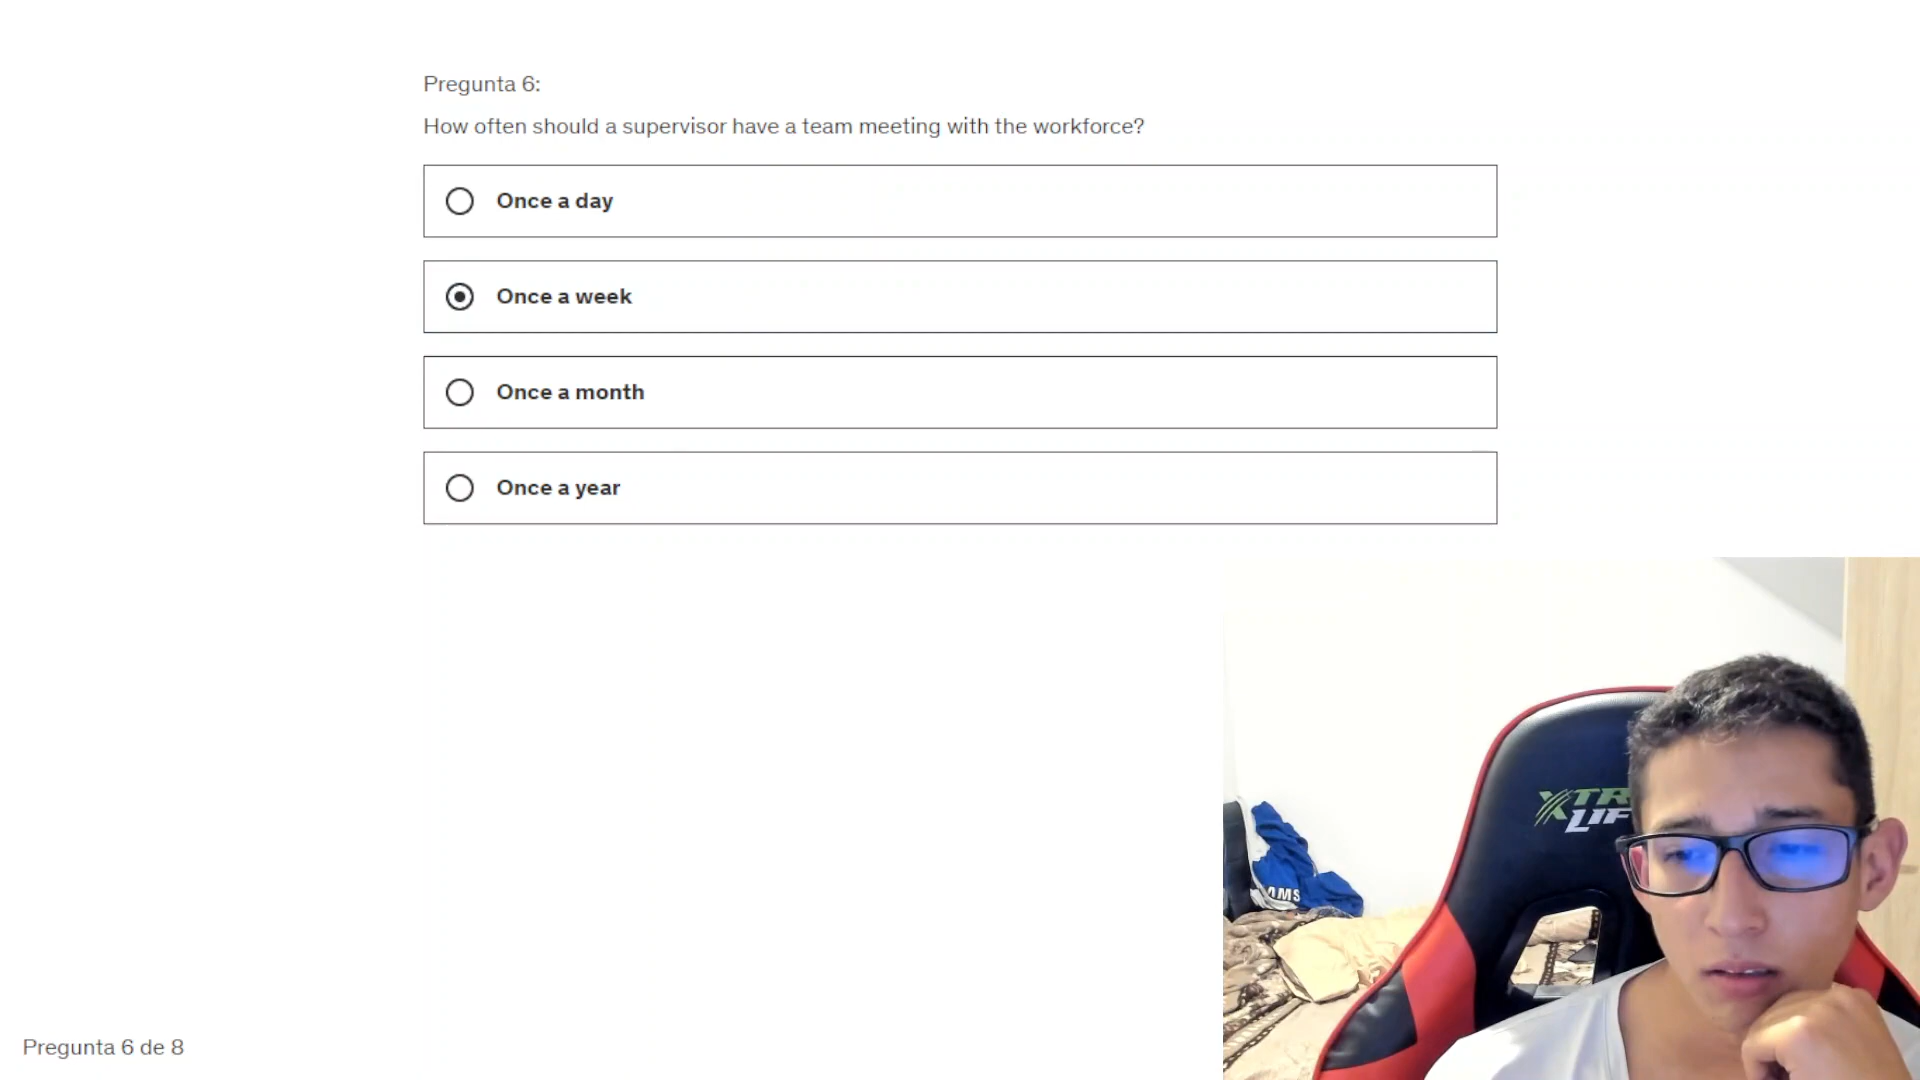 Pregunta 6:
How often should a supervisor have a team meeting with the workforce?
Once a day
Once a week
Once a month
Once a year
Pregunta 6 de 8